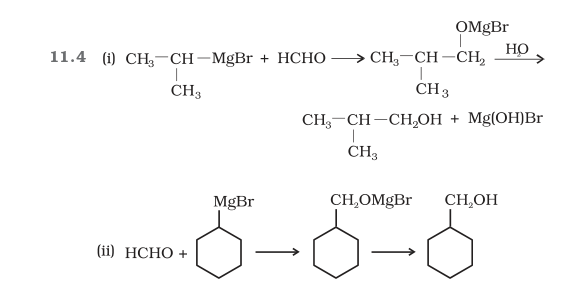 OMgBr
11.4 (i) CH₃—CH—MgBr + HCHO ⟶ CH₃—CH—CH₂ H₂O ⟶
CH₃ CH₃
CH₃—CH—CH₂OH + Mg(OH)Br
CH₃
MgBr CH₂OMgBr CH₂OH
(ii) HCHO + ⟶ ⟶